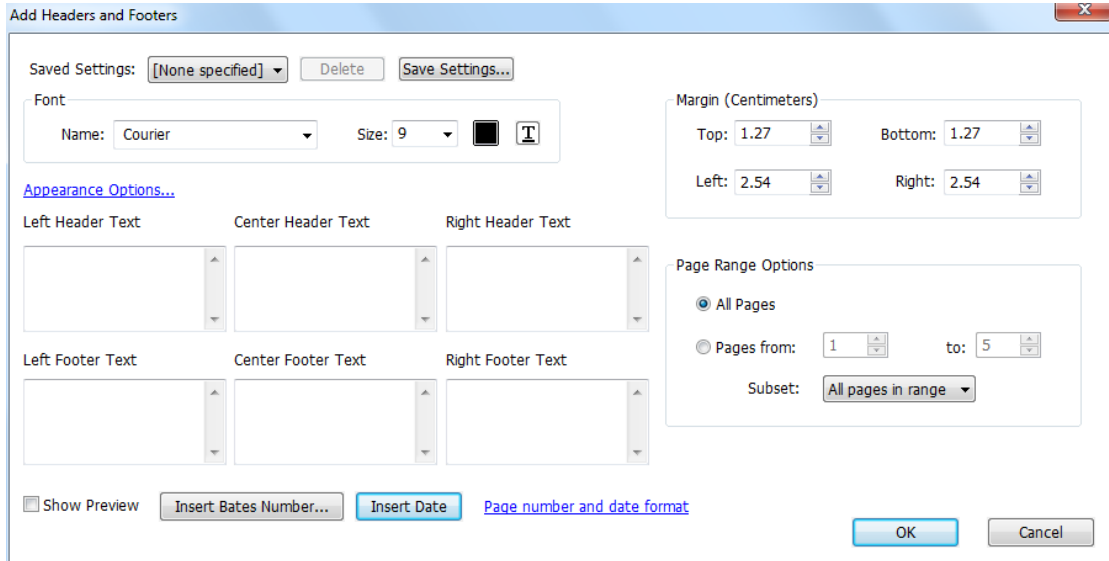 Add Headers and Footers
Saved Settings: [None specified] Delete Save Settings...
Font
Name: Courier Size: 9 T
Appearance Options...
Left Header Text Center Header Text Right Header Text
Left Footer Text Center Footer Text Right Footer Text
Show Preview Insert Bates Number... Insert Date Page number and date format
Margin (Centimeters)
Top: 1.27 Bottom: 1.27
Left: 2.54 Right: 2.54
Page Range Options
All Pages
Pages from: 1 to: 5
Subset: All pages in range
OK Cancel